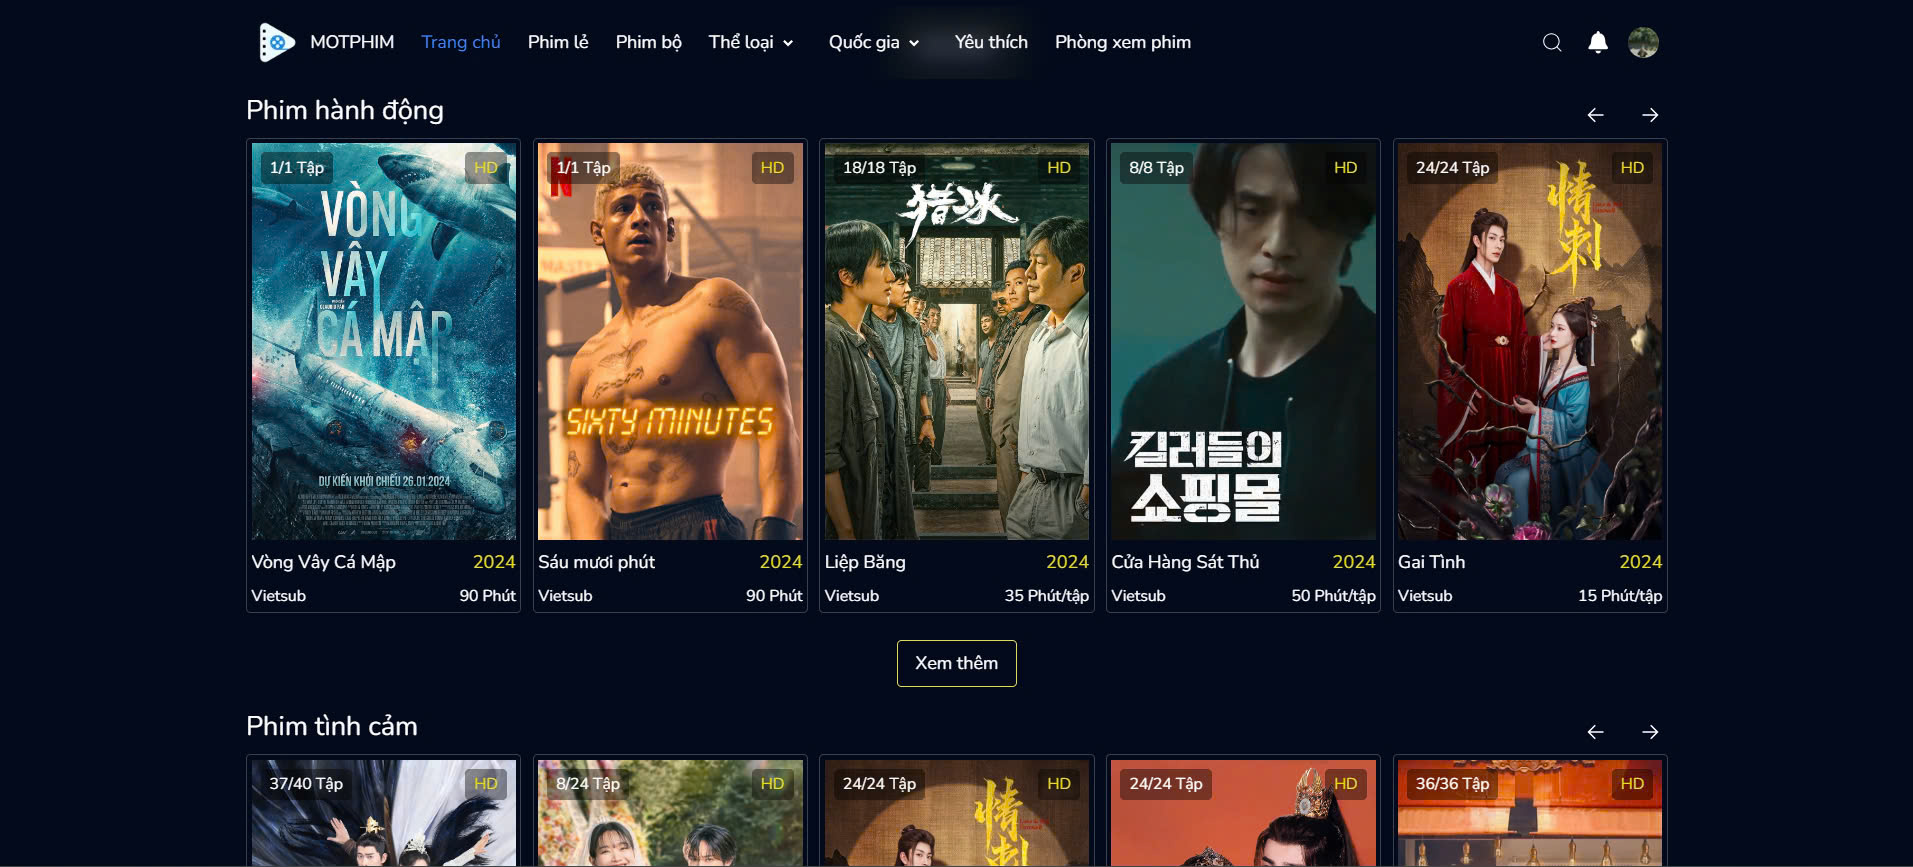 MOTPHIM Trang chủ Phim lẻ Phim bộ Thể loại Quốc gia Yêu thích Phòng xem phim
Phim hành động
1/1 Tập HD
VÒNG
VÂY
CÁ MẬP
DỰ KIẾN KHỞI CHIẾU 26.01.2024
Vòng Vây Cá Mập 2024
Vietsub 90 Phút
1/1 Tập HD
N
SIXTY MINUTES
Sáu mươi phút 2024
Vietsub 90 Phút
18/18 Tập HD
猎冰
Liệp Băng 2024
Vietsub 35 Phút/tập
8/8 Tập HD
킬러들의
쇼핑몰
Cửa Hàng Sát Thủ 2024
Vietsub 50 Phút/tập
24/24 Tập HD
情刺
Gai Tình 2024
Vietsub 15 Phút/tập
Xem thêm
Phim tình cảm
37/40 Tập HD
8/24 Tập HD
24/24 Tập HD
情刺
24/24 Tập HD
36/36 Tập HD